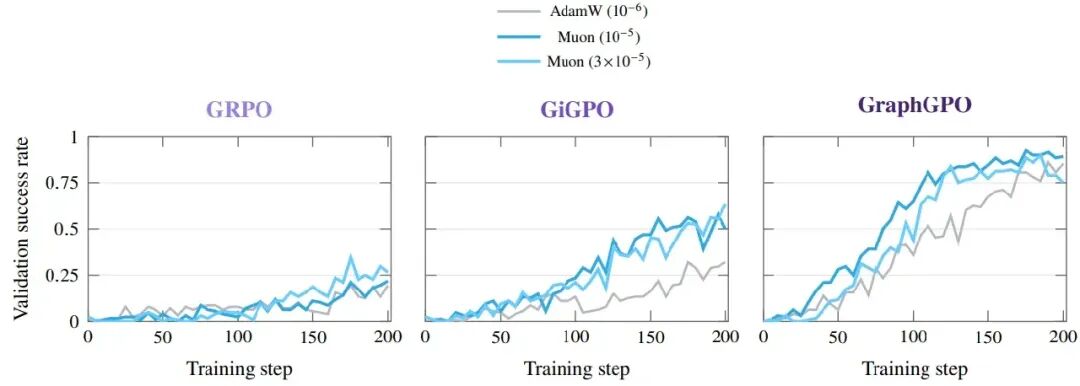 AdamW (10⁻⁶)
Muon (10⁻⁵)
Muon (3×10⁻⁵)
GRPO
GiGPO
GraphGPO
Validation success rate
1
0.75
0.5
0.25
0
0 50 100 150 200
0 50 100 150 200
0 50 100 150 200
Training step
Training step
Training step